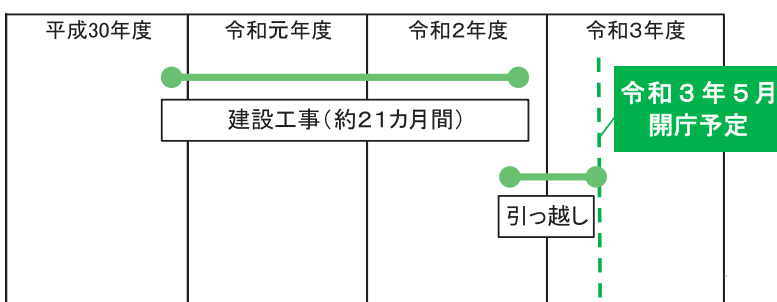 平成30年度
令和元年度
令和2年度
令和3年度
令和３年５月
開庁予定
建設工事（約21カ月間）
引っ越し